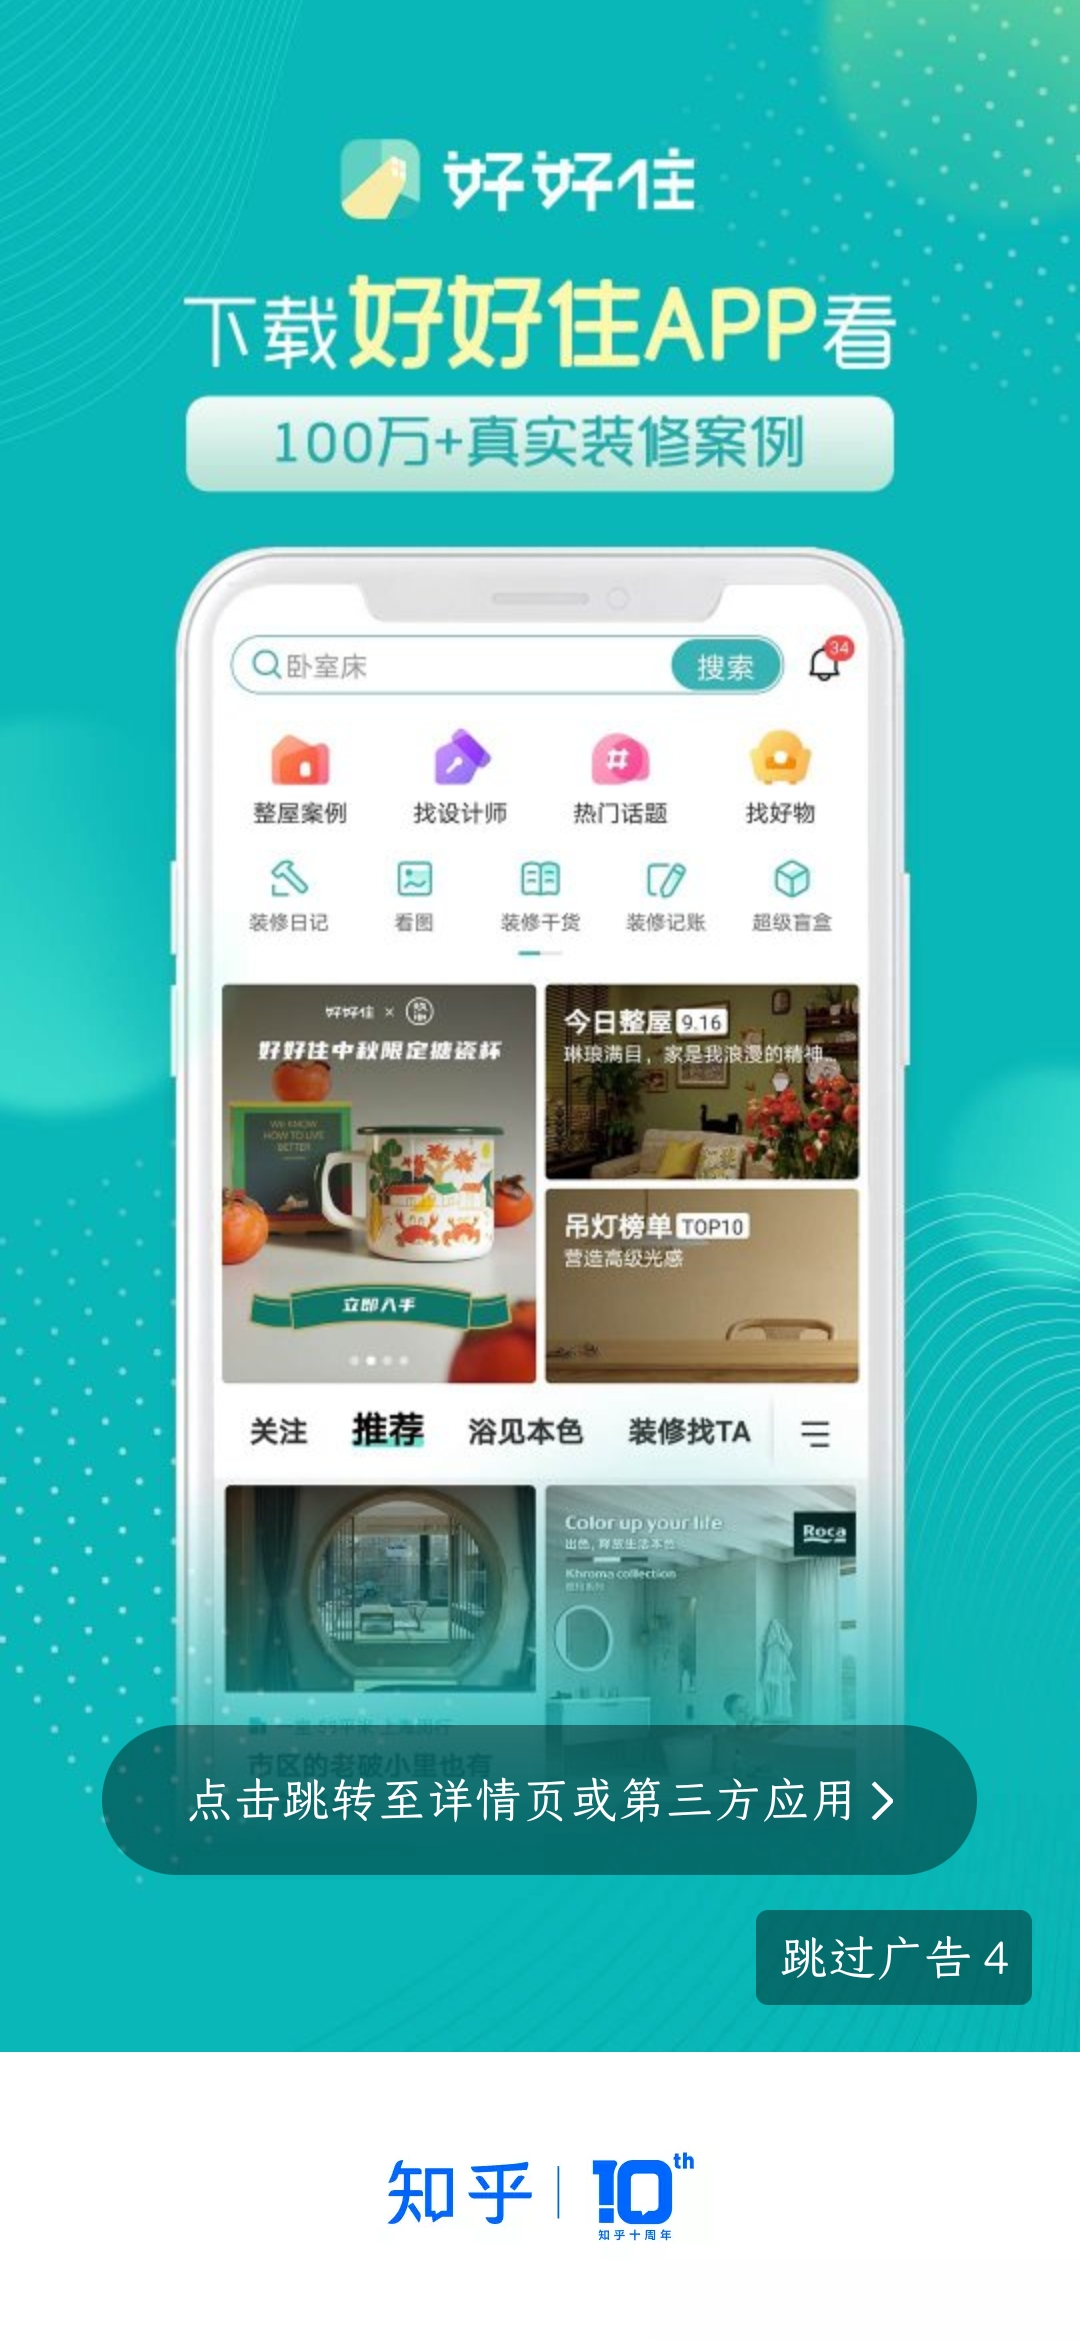 好好住
下载好好住APP看
100万+真实装修案例
卧室床 搜索 34
整屋案例 找设计师 热门话题 找好物
装修日记 看图 装修干货 装修记账 超级盲盒
好好住 ×
好好住中秋限定搪瓷杯
WE KNOW
HOW TO LIVE
BETTER
立即入手
今日整屋 9.16
琳琅满目，家是我浪漫的精神...
吊灯榜单 TOP10
营造高级光感
关注 推荐 浴见本色 装修找TA
Color up your life
Roca
出色，释放生活本色
Khroma collection
市区的老破小里也有
点击跳转至详情页或第三方应用
跳过广告 4
知乎 10th
知乎十周年